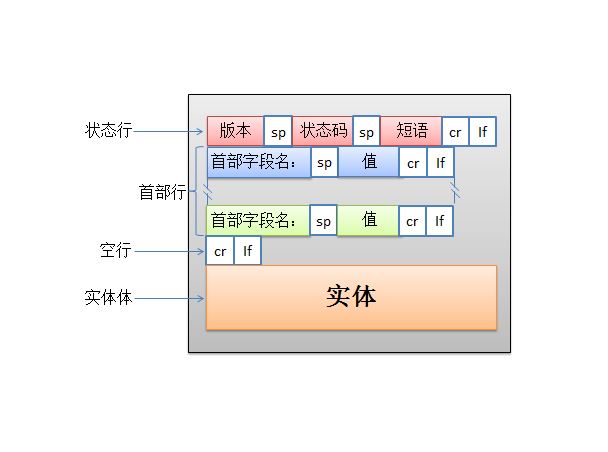 状态行 版本 sp 状态码 sp 短语 cr lf
首部字段名： sp 值 cr lf
首部行
首部字段名： sp 值 cr lf
空行 cr lf
实体体 实体